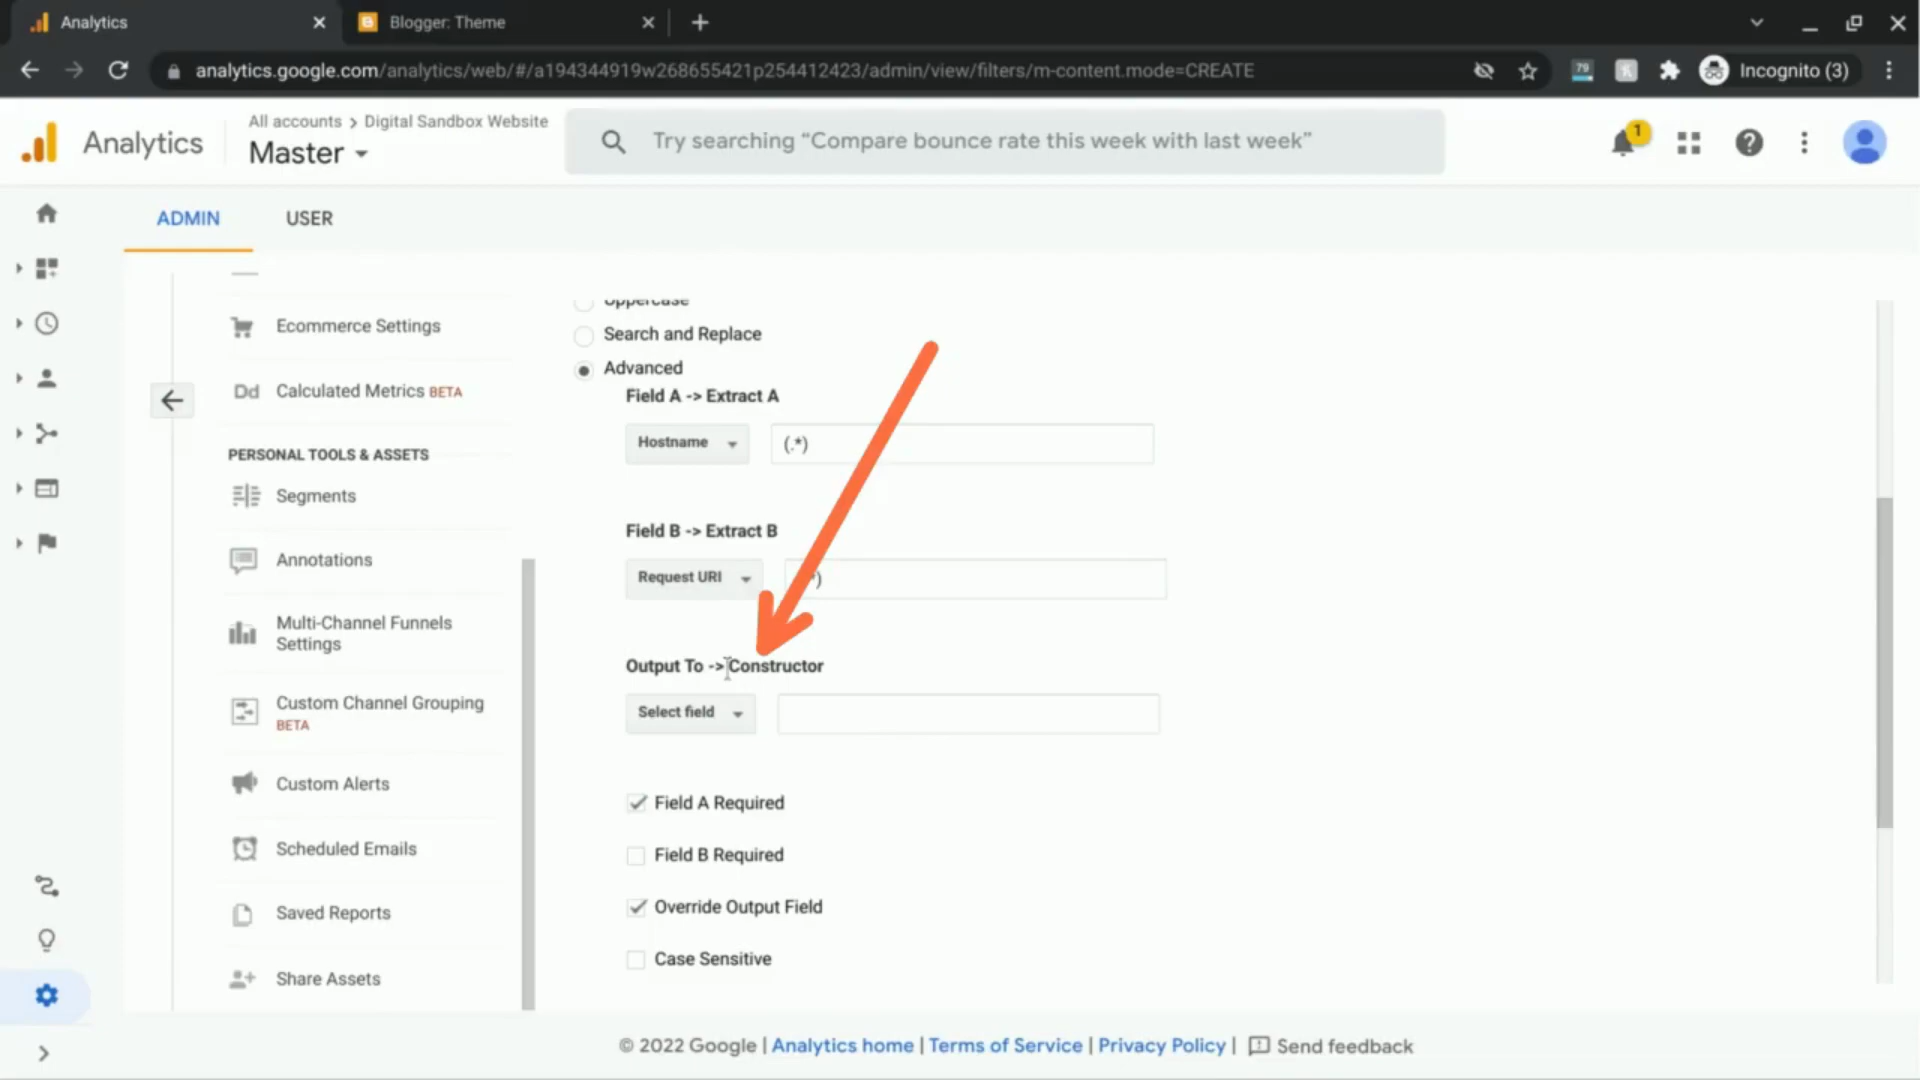 Analytics
Blogger: Theme
analytics.google.com/analytics/web/#/a194344919w268655421p254412423/admin/view/filters/m-content.mode=CREATE
79
Incognito (3)
Analytics
All accounts > Digital Sandbox Website
Master
Try searching “Compare bounce rate this week with last week”
1
ADMIN
USER
Ecommerce Settings
Dd Calculated Metrics BETA
PERSONAL TOOLS & ASSETS
Segments
Annotations
Multi-Channel Funnels
Settings
Custom Channel Grouping
BETA
Custom Alerts
Scheduled Emails
Saved Reports
Share Assets
Uppercase
Search and Replace
Advanced
Field A -> Extract A
Hostname
(.*)
Field B -> Extract B
Request URI
Output To -> Constructor
Select field
Field A Required
Field B Required
Override Output Field
Case Sensitive
© 2022 Google | Analytics home | Terms of Service | Privacy Policy | Send feedback